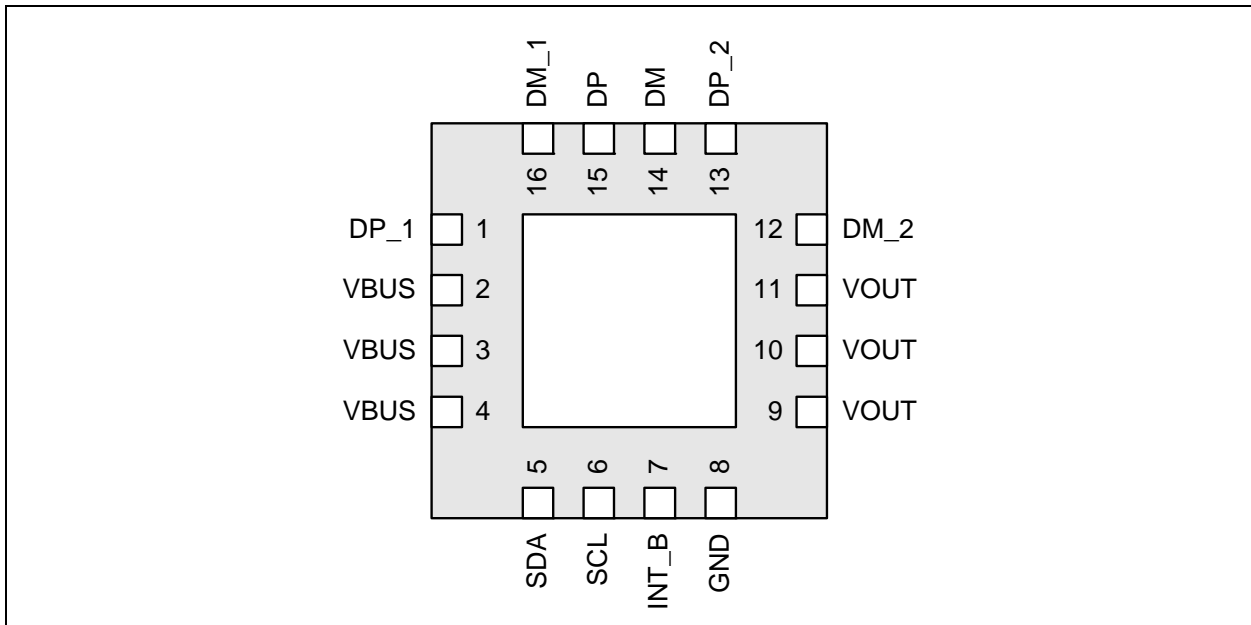 DM_1 DP DM DP_2
16 15 14 13
DP_1 1 12 DM_2
VBUS 2 11 VOUT
VBUS 3 10 VOUT
VBUS 4 9 VOUT
5 6 7 8
SDA SCL INT_B GND